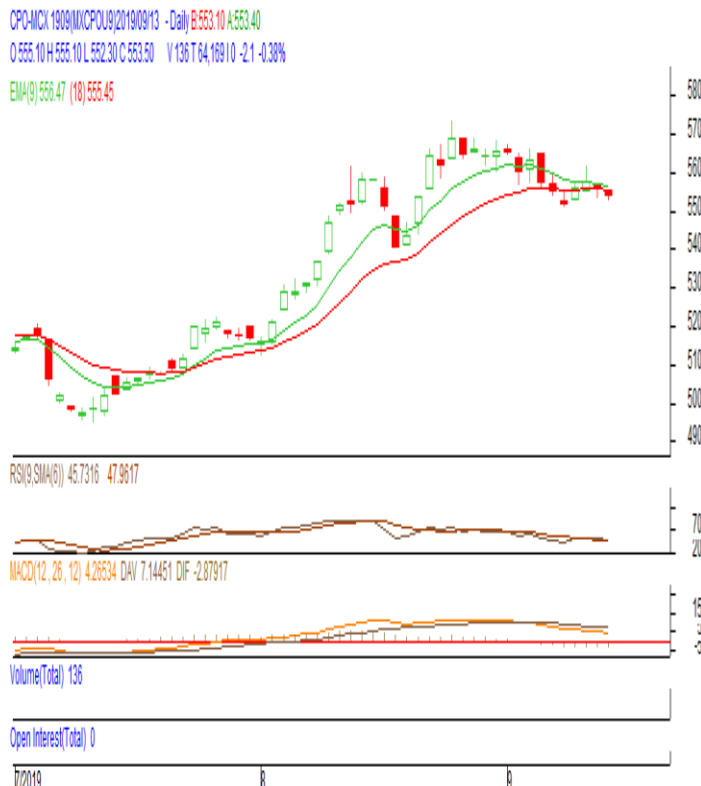 CPO-MCX 1909(MXCPOU9)2019/09/13 - Daily B:553.10 A:553.40
O 555.10 H 555.10 L 552.30 C 553.50 V 136 T 64,169 I 0 -2.1 -0.38%
EMA(9) 556.47 (18) 555.45
580
570
560
550
540
530
520
510
500
490
RSI(9,SMA(6)) 45.7316 47.9617
70
20
MACD(12 , 26 , 12) 4.26534 DAV 7.14451 DIF -2.87917
15
5
-5
Volume(Total) 136
Open Interest(Total) 0
7/2019 8 9